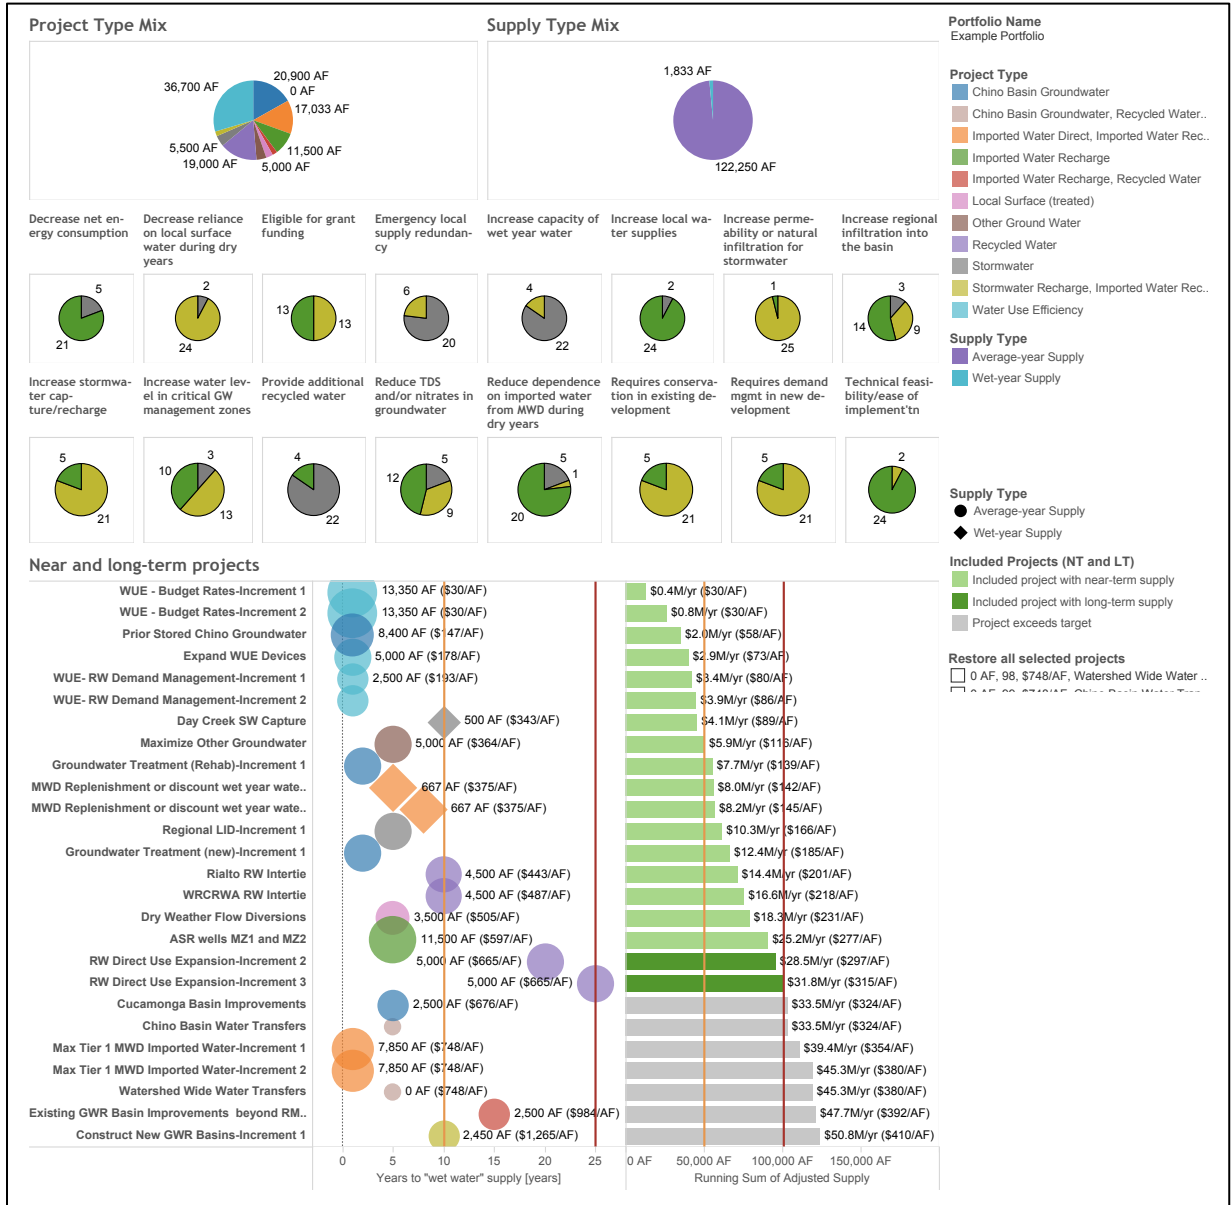 Project Type Mix
36,700 AF
20,900 AF
0 AF
17,033 AF
11,500 AF
5,000 AF
19,000 AF
5,500 AF
Supply Type Mix
1,833 AF
122,250 AF
Portfolio Name
Example Portfolio
Project Type
Chino Basin Groundwater
Chino Basin Groundwater, Recycled Water..
Imported Water Direct, Imported Water Rec..
Imported Water Recharge
Imported Water Recharge, Recycled Water
Local Surface (treated)
Other Ground Water
Recycled Water
Stormwater
Stormwater Recharge, Imported Water Rec..
Water Use Efficiency
Supply Type
Average-year Supply
Wet-year Supply
Decrease net en-
ergy consumption
5
21
Decrease reliance
on local surface
water during dry
years
2
24
Eligible for grant
funding
13
13
Emergency local
supply redundan-
cy
6
20
Increase capacity of
wet year water
4
22
Increase local wa-
ter supplies
2
24
Increase perme-
ability or natural
infiltration for
stormwater
1
25
Increase regional
infiltration into
the basin
3
14
9
Increase stormwa-
ter cap-
ture/recharge
5
21
Increase water lev-
el in critical GW
management zones
10
3
13
Provide additional
recycled water
4
22
Reduce TDS
and/or nitrates in
groundwater
12
5
9
Reduce dependence
on imported water
from MWD during
dry years
5
1
20
Requires conserva-
tion in existing de-
velopment
5
21
Requires demand
mgmt in new de-
velopment
5
21
Technical feasi-
bility/ease of
implement'tn
2
24
Supply Type
Average-year Supply
Wet-year Supply
Included Projects (NT and LT)
Included project with near-term supply
Included project with long-term supply
Project exceeds target
Restore all selected projects
0 AF, 98, $748/AF, Watershed Wide Water ..
0 AF, 99, $748/AF, Chino Basin Water Tran..
Near and long-term projects
WUE - Budget Rates-Increment 1 13,350 AF ($30/AF) $0.4M/yr ($30/AF)
WUE - Budget Rates-Increment 2 13,350 AF ($30/AF) $0.8M/yr ($30/AF)
Prior Stored Chino Groundwater 8,400 AF ($147/AF) $2.0M/yr ($58/AF)
Expand WUE Devices 5,000 AF ($178/AF) $2.9M/yr ($73/AF)
WUE- RW Demand Management-Increment 1 2,500 AF ($193/AF) $3.4M/yr ($80/AF)
WUE- RW Demand Management-Increment 2 $3.9M/yr ($86/AF)
Day Creek SW Capture 500 AF ($343/AF) $4.1M/yr ($89/AF)
Maximize Other Groundwater 5,000 AF ($364/AF) $5.9M/yr ($116/AF)
Groundwater Treatment (Rehab)-Increment 1 $7.7M/yr ($139/AF)
MWD Replenishment or discount wet year wate.. 667 AF ($375/AF) $8.0M/yr ($142/AF)
MWD Replenishment or discount wet year wate.. 667 AF ($375/AF) $8.2M/yr ($145/AF)
Regional LID-Increment 1 $10.3M/yr ($166/AF)
Groundwater Treatment (new)-Increment 1 $12.4M/yr ($185/AF)
Rialto RW Intertie 4,500 AF ($443/AF) $14.4M/yr ($201/AF)
WRCRWA RW Intertie 4,500 AF ($487/AF) $16.6M/yr ($218/AF)
Dry Weather Flow Diversions 3,500 AF ($505/AF) $18.3M/yr ($231/AF)
ASR wells MZ1 and MZ2 11,500 AF ($597/AF) $25.2M/yr ($277/AF)
RW Direct Use Expansion-Increment 2 5,000 AF ($665/AF) $28.5M/yr ($297/AF)
RW Direct Use Expansion-Increment 3 5,000 AF ($665/AF) $31.8M/yr ($315/AF)
Cucamonga Basin Improvements 2,500 AF ($676/AF) $33.5M/yr ($324/AF)
Chino Basin Water Transfers $33.5M/yr ($324/AF)
Max Tier 1 MWD Imported Water-Increment 1 7,850 AF ($748/AF) $39.4M/yr ($354/AF)
Max Tier 1 MWD Imported Water-Increment 2 7,850 AF ($748/AF) $45.3M/yr ($380/AF)
Watershed Wide Water Transfers 0 AF ($748/AF) $45.3M/yr ($380/AF)
Existing GWR Basin Improvements beyond RM.. 2,500 AF ($984/AF) $47.7M/yr ($392/AF)
Construct New GWR Basins-Increment 1 2,450 AF ($1,265/AF) $50.8M/yr ($410/AF)
0 5 10 15 20 25 0 AF 50,000 AF 100,000 AF 150,000 AF
Years to "wet water" supply [years] Running Sum of Adjusted Supply